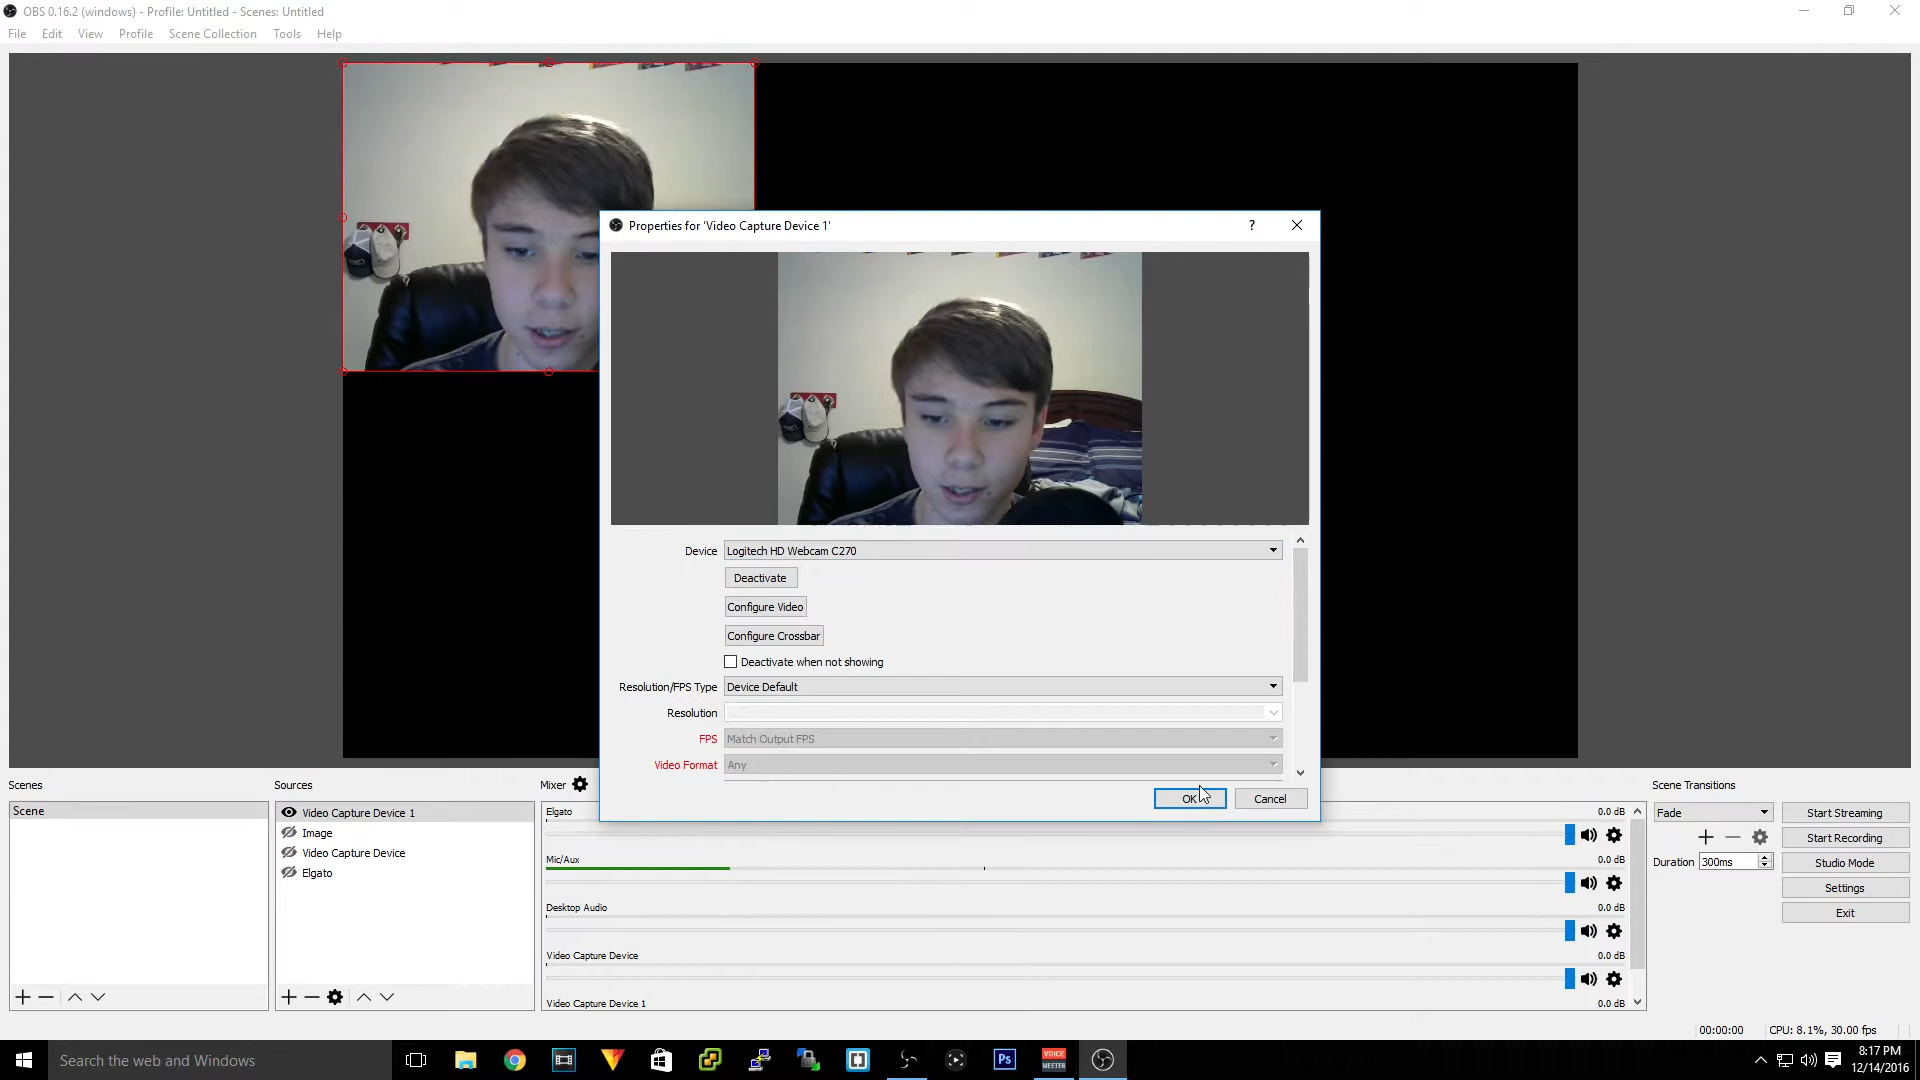 OBS 0.16.2 (windows) - Profile: Untitled - Scenes: Untitled
File Edit View Profile Scene Collection Tools Help
Properties for 'Video Capture Device 1'
?
Device Logitech HD Webcam C270
Deactivate
Configure Video
Configure Crossbar
Deactivate when not showing
Resolution/FPS Type Device Default
Resolution
FPS Match Output FPS
Video Format Any
OK Cancel
Scenes
Scene
Sources
Video Capture Device 1
Image
Video Capture Device
Elgato
Mixer
Elgato 0.0 dB
Mic/Aux 0.0 dB
Desktop Audio 0.0 dB
Video Capture Device 0.0 dB
Video Capture Device 1 0.0 dB
Scene Transitions
Fade
Duration 300ms
Start Streaming
Start Recording
Studio Mode
Settings
Exit
00:00:00 CPU: 8.1%, 30.00 fps
Search the web and Windows
Ps
VOICE
MEETER
8:17 PM
12/14/2016